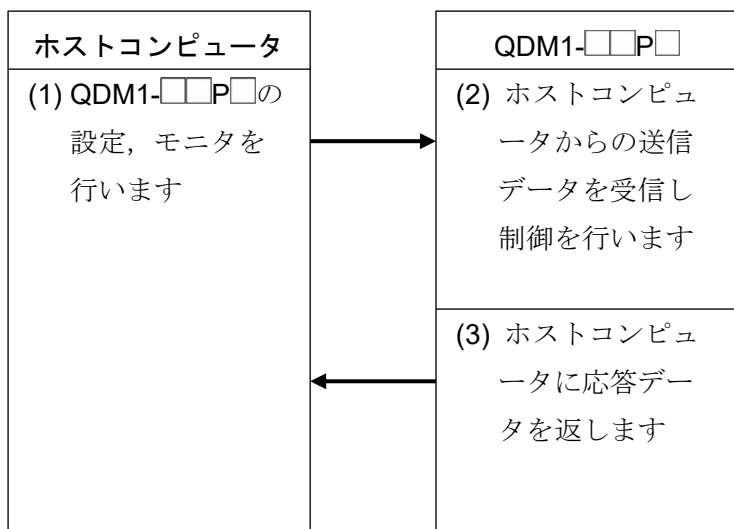 ホストコンピュータ
(1) QDM1-□□P□の
設定，モニタを
行います
QDM1-□□P□
(2) ホストコンピュ
ータからの送信
データを受信し
制御を行います
(3) ホストコンピュ
ータに応答デー
タを返します